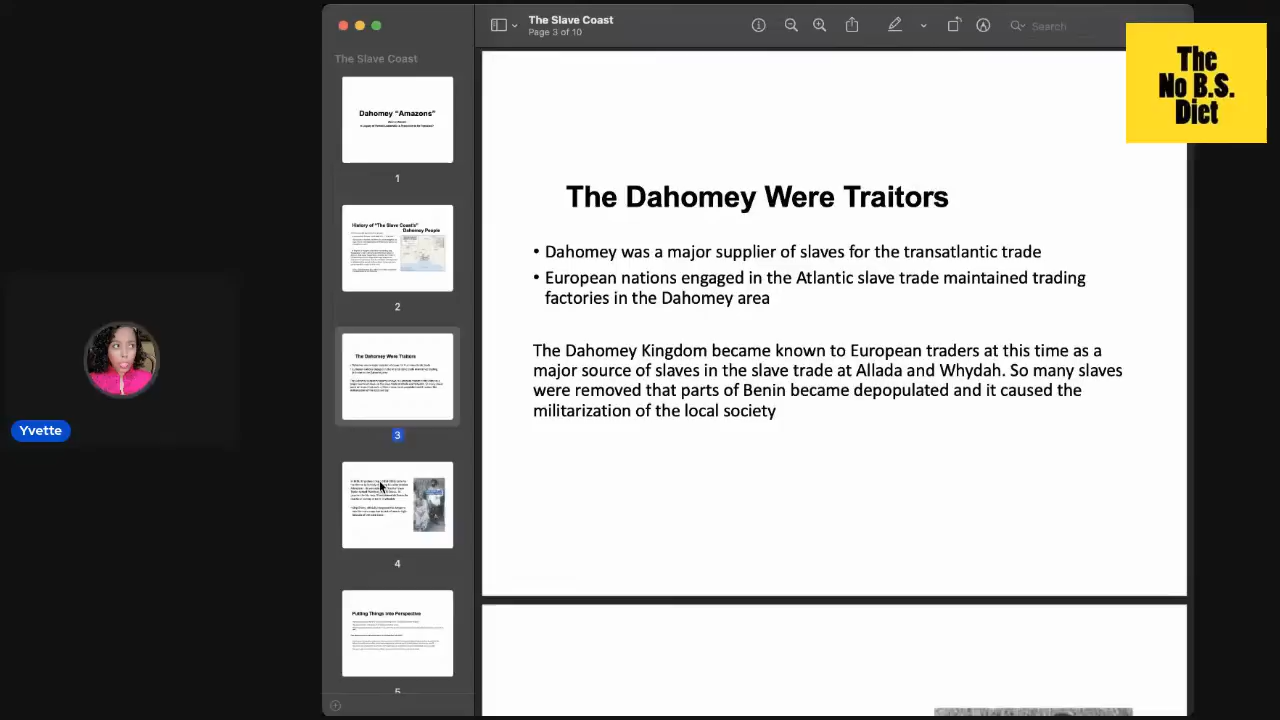 The Slave Coast
Page 3 of 10
Search
The
No B.S.
Diet
The Slave Coast
Dahomey “Amazons”
1
History of “The Slave Coast’s”
Dahomey People
2
The Dahomey Were Traitors
3
4
Putting Things Into Perspective
5
Yvette
The Dahomey Were Traitors
• Dahomey was a major supplier of slaves for the transatlantic trade
• European nations engaged in the Atlantic slave trade maintained trading
factories in the Dahomey area
The Dahomey Kingdom became known to European traders at this time as a
major source of slaves in the slave trade at Allada and Whydah. So many slaves
were removed that parts of Benin became depopulated and it caused the
militarization of the local society